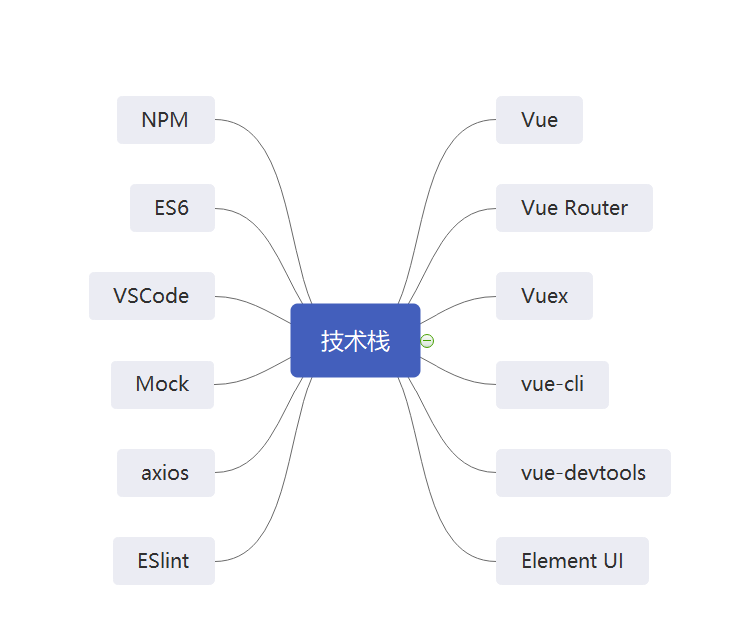 NPM
ES6
VSCode
Mock
axios
ESlint
技术栈
Vue
Vue Router
Vuex
vue-cli
vue-devtools
Element UI